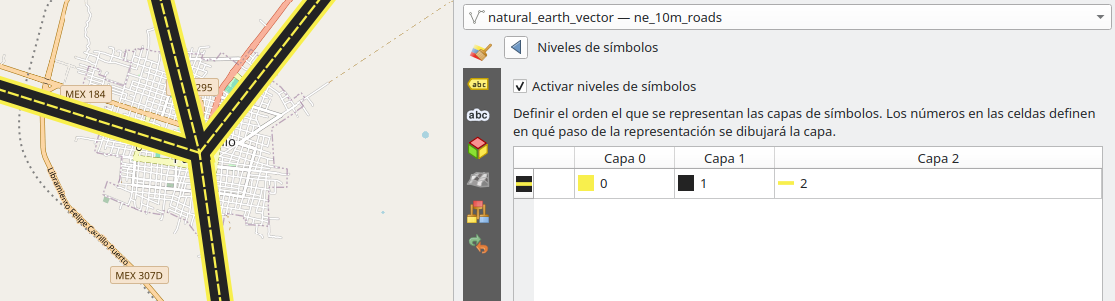 natural_earth_vector — ne_10m_roads
Niveles de símbolos
Activar niveles de símbolos
Definir el orden el que se representan las capas de símbolos. Los números en las celdas definen
en qué paso de la representación se dibujará la capa.
Capa 0 Capa 1 Capa 2
0 1 2
abc
abc
MEX 184
295
Libramiento Felipe Carrillo Puerto
MEX 307D